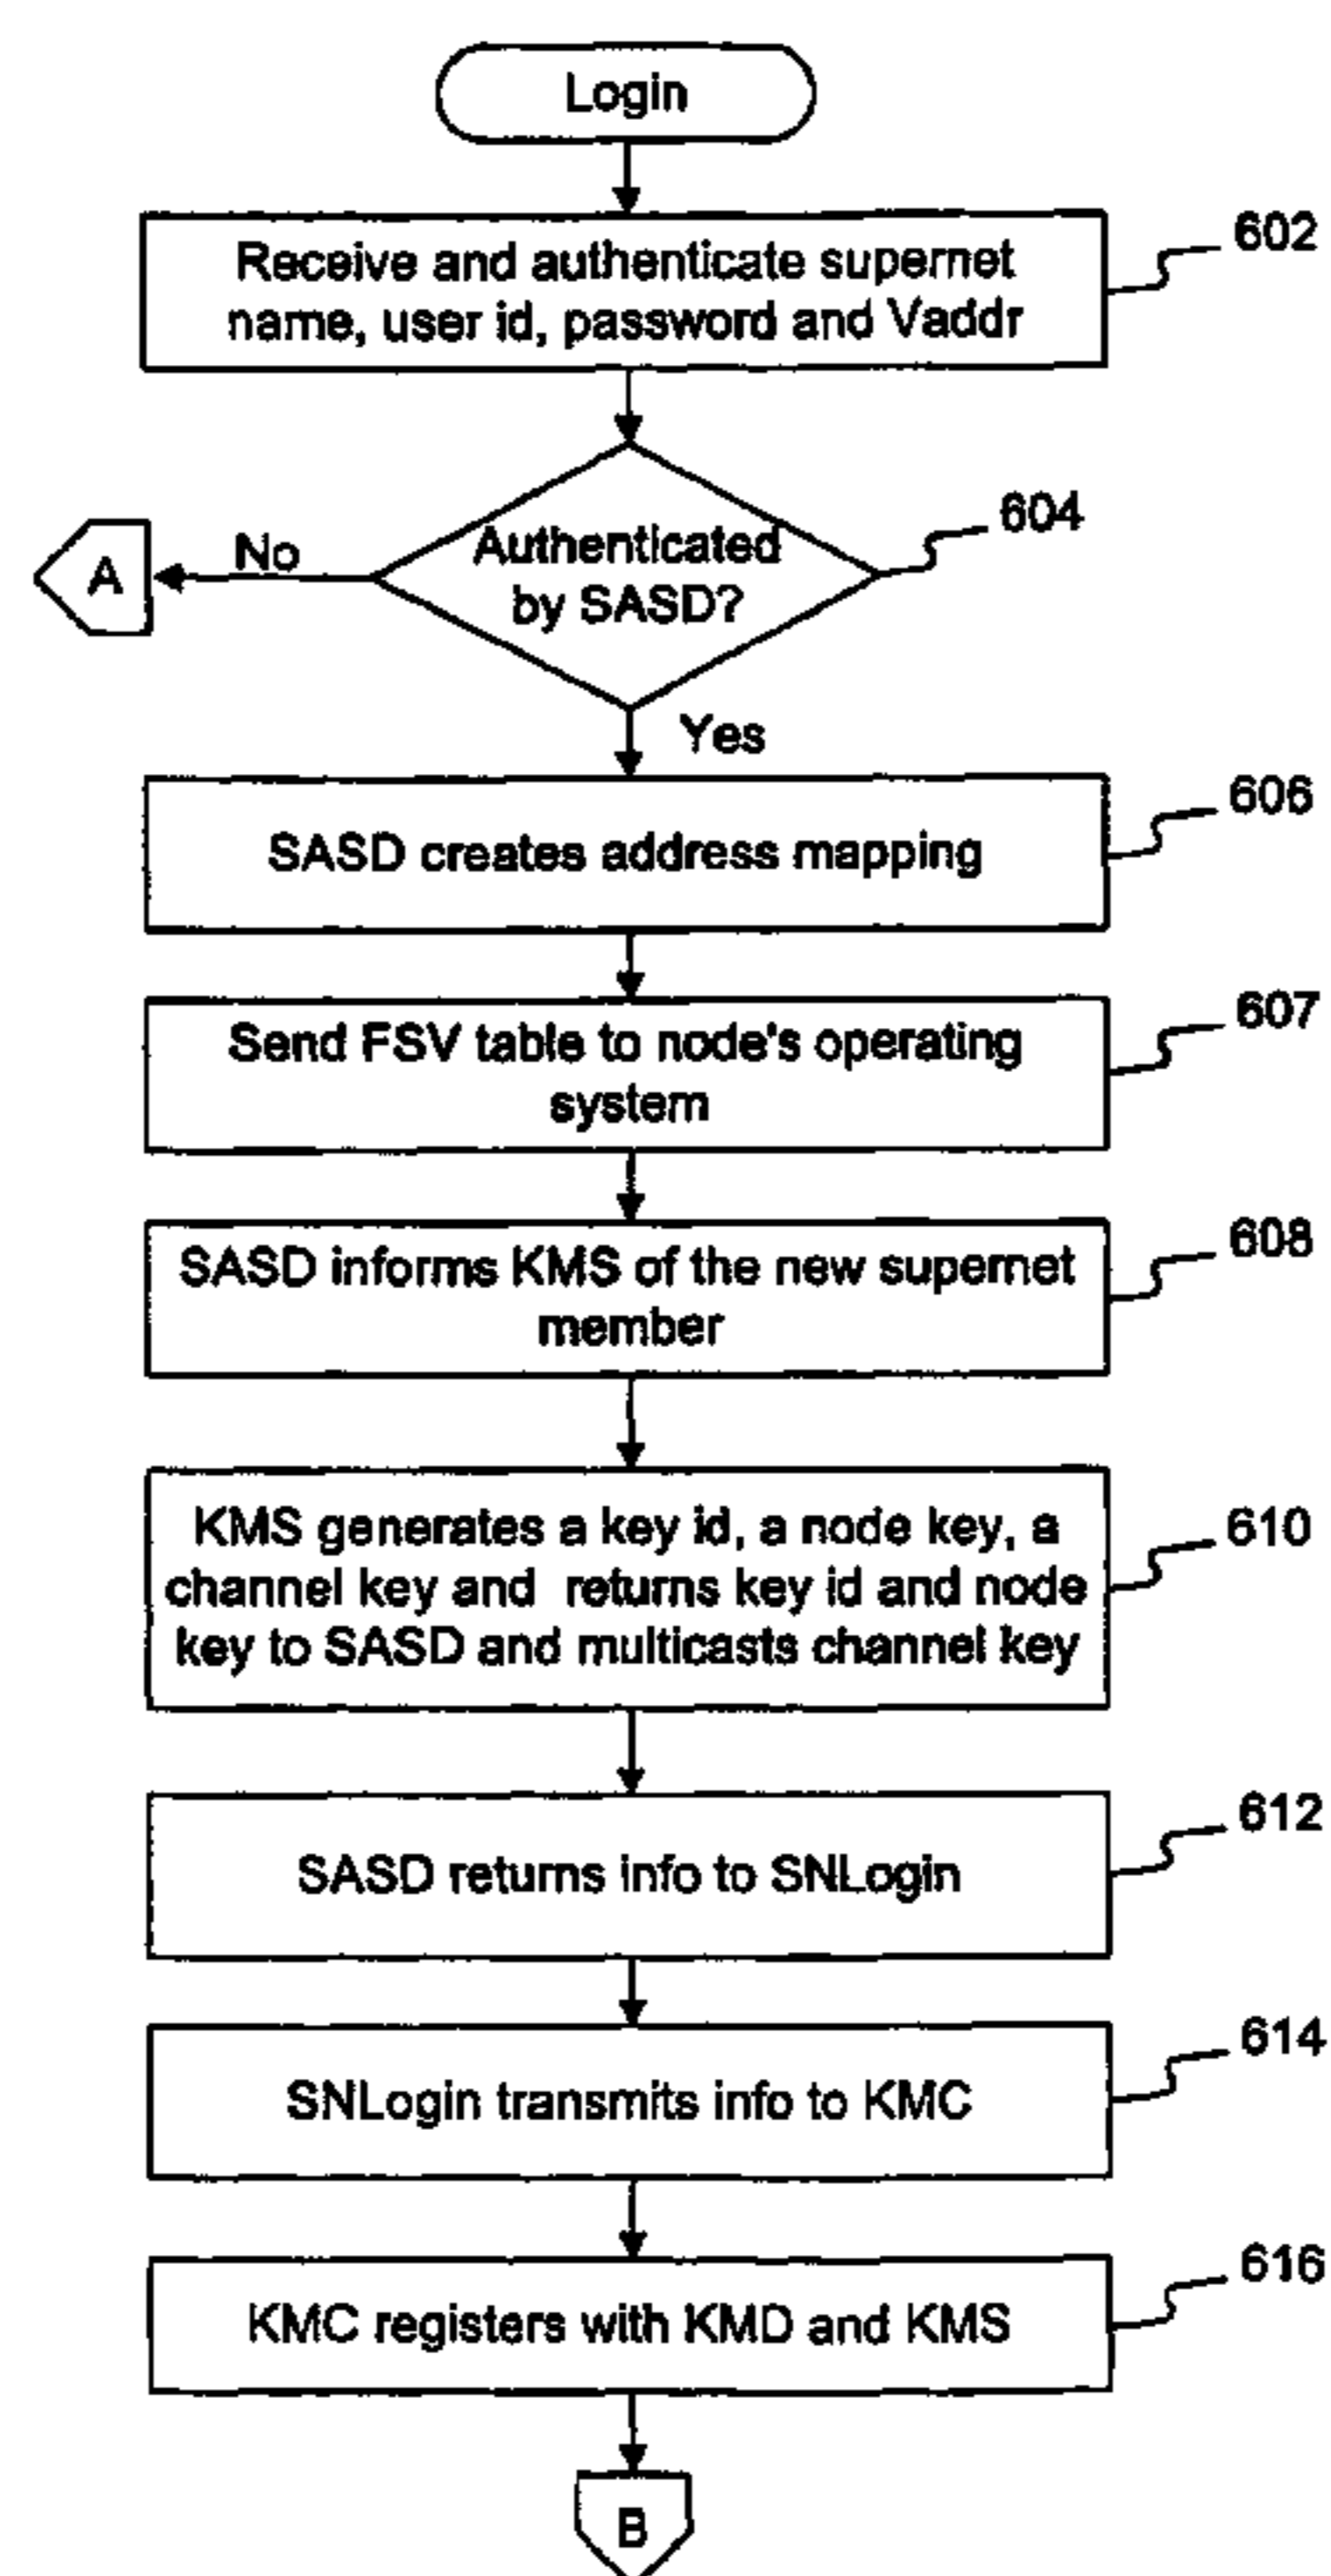 Login
Receive and authenticate supernet
name, user id, password and Vaddr
602
Authenticated
by SASD?
604
No
A
Yes
SASD creates address mapping
606
Send FSV table to node's operating
system
607
SASD informs KMS of the new supernet
member
608
KMS generates a key id, a node key, a
channel key and returns key id and node
key to SASD and multicasts channel key
610
SASD returns info to SNLogin
612
SNLogin transmits info to KMC
614
KMC registers with KMD and KMS
616
B